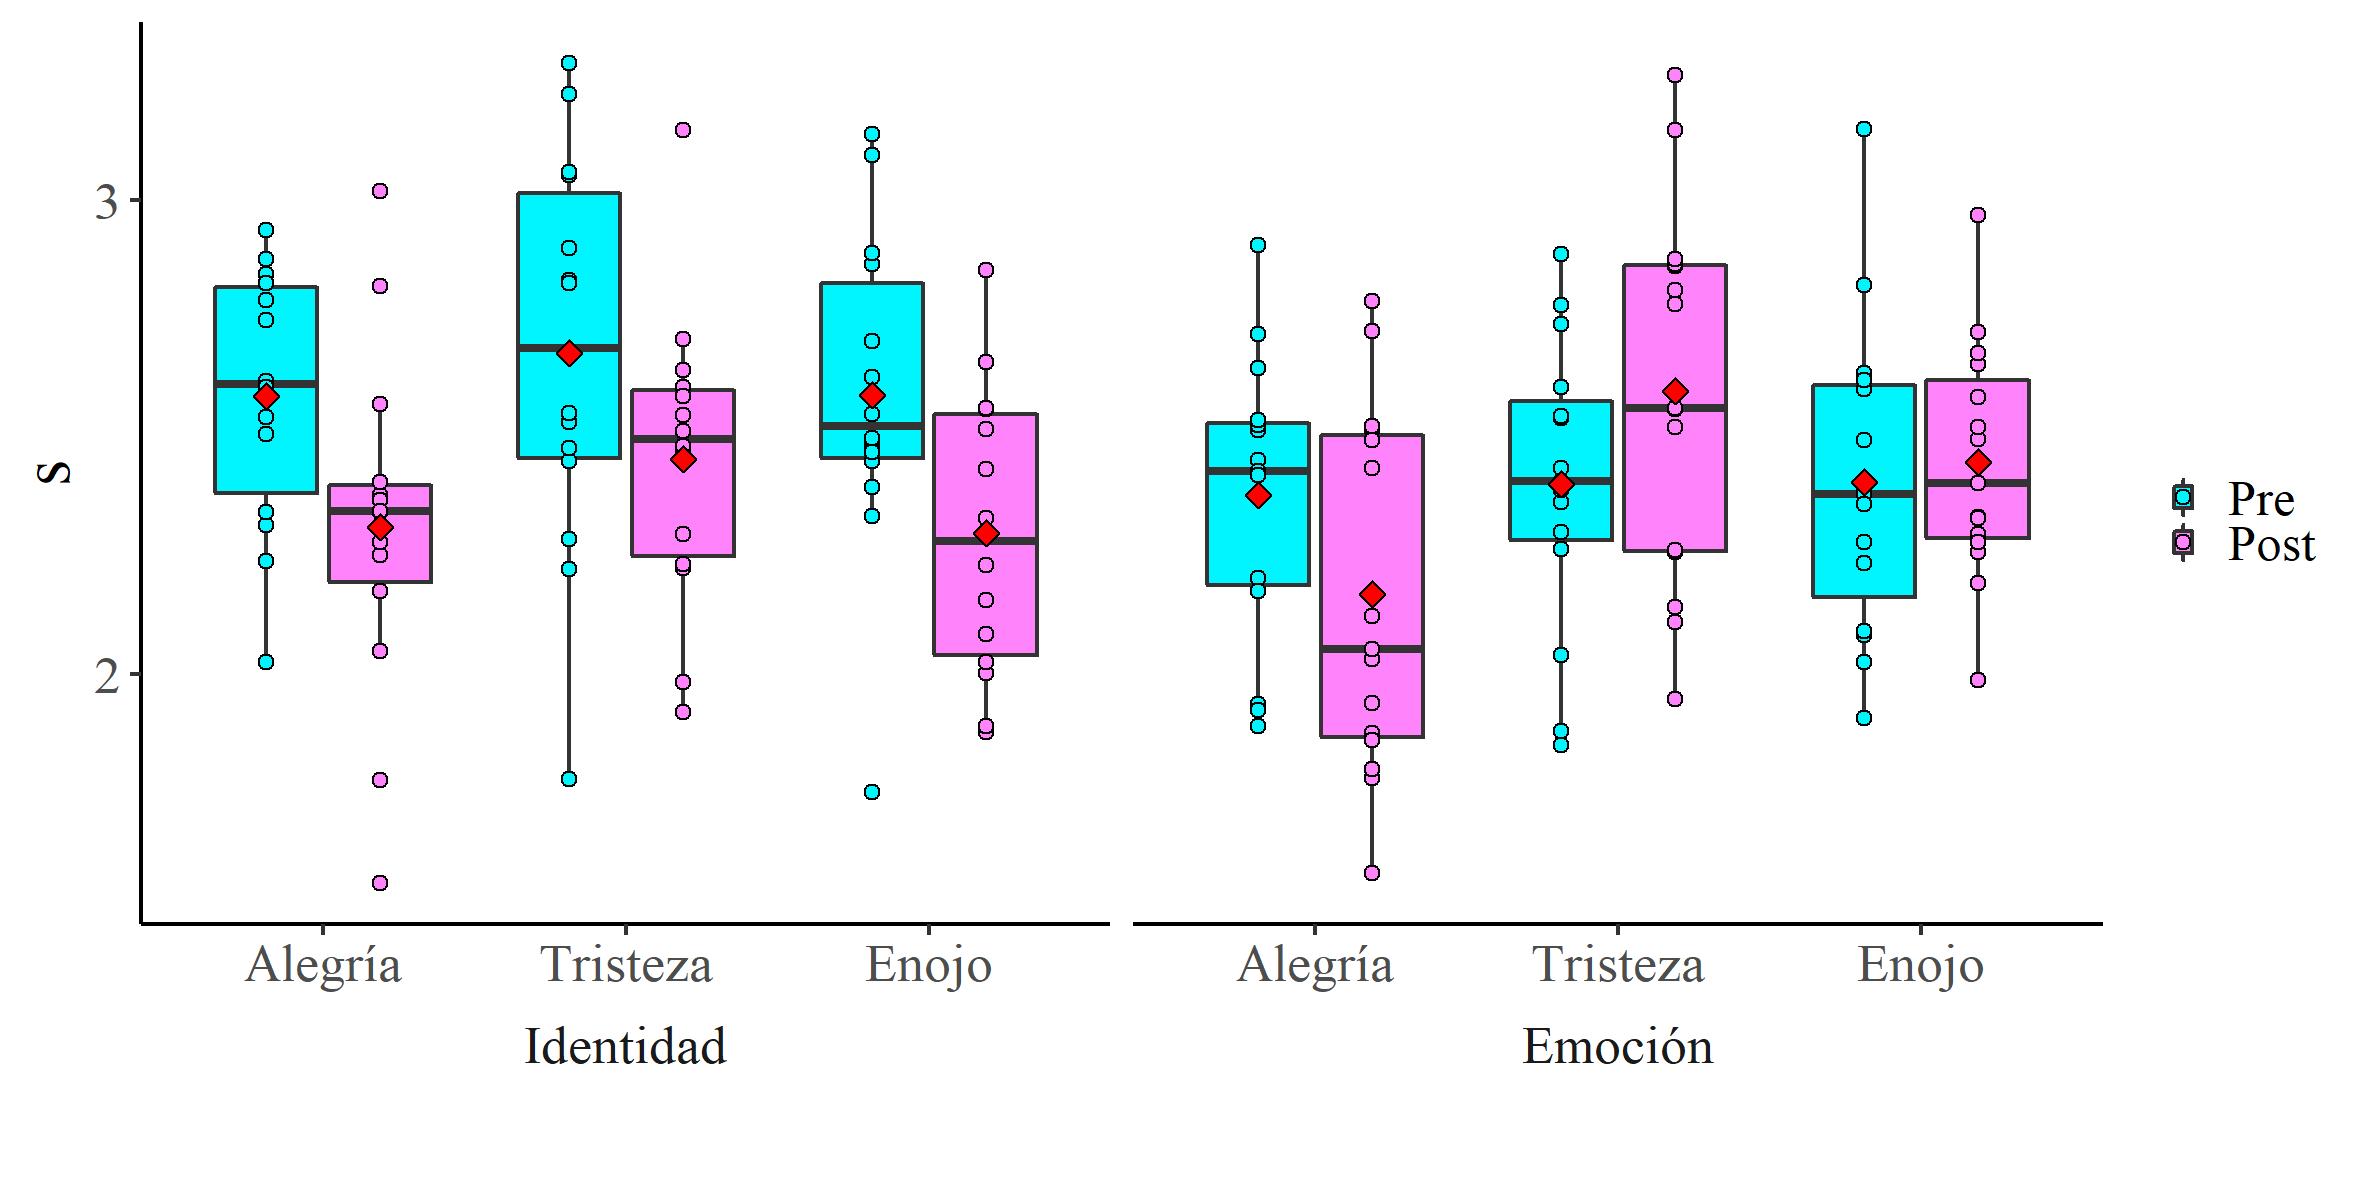 s
3
2
Alegría Tristeza Enojo Alegría Tristeza Enojo
Identidad Emoción
Pre
Post